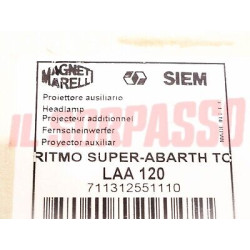 MAGNETI
MARELLI
SIEM
Proiettore ausiliario
Headlamp
Projecteur additionnel
Fernscheinwerfer
Proyector auxiliar
RITMO SUPER-ABARTH TC
LAA 120
711312551110